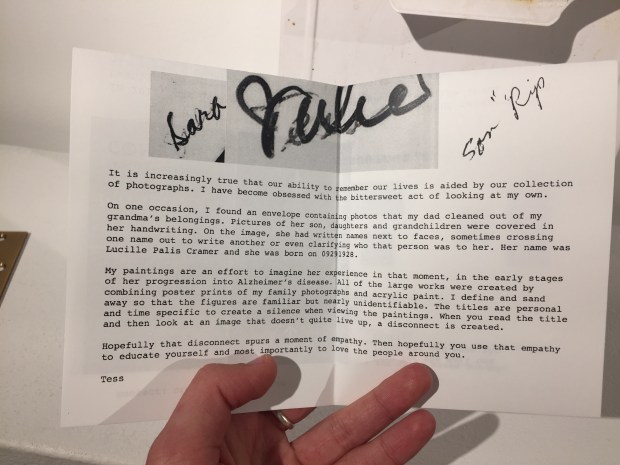 Sara
Son "Rip
It is increasingly true that our ability to remember our lives is aided by our collection
of photographs. I have become obsessed with the bittersweet act of looking at my own.
On one occasion, I found an envelope containing photos that my dad cleaned out of my
grandma's belongings. Pictures of her son, daughters and grandchildren were covered in
her handwriting. On the image, she had written names next to faces, sometimes crossing
one name out to write another or even clarifying who that person was to her. Her name was
Lucille Palis Cramer and she was born on 09291928.
My paintings are an effort to imagine her experience in that moment, in the early stages
of her progression into Alzheimer's disease. All of the large works were created by
combining poster prints of my family photographs and acrylic paint. I define and sand
away so that the figures are familiar but nearly unidentifiable. The titles are personal
and time specific to create a silence when viewing the paintings. When you read the title
and then look at an image that doesn't quite live up, a disconnect is created.
Hopefully that disconnect spurs a moment of empathy. Then hopefully you use that empathy
to educate yourself and most importantly to love the people around you.
Tess